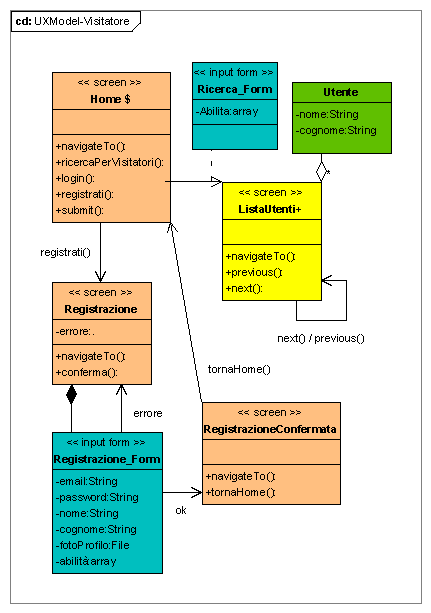 cd: UXModel-Visitatore
<< screen >>
Home $
+navigateTo():
+ricercaPerVisitatori():
+login():
+registrati():
+submit():
<< input form >>
Ricerca_Form
-Abilita:array
Utente
-nome:String
-cognome:String
*
<< screen >>
ListaUtenti+
+navigateTo():
+previous():
+next():
next() / previous()
registrati()
<< screen >>
Registrazione
-errore:.
+navigateTo():
+conferma():
tornaHome()
errore
<< input form >>
Registrazione_Form
-email:String
-password:String
-nome:String
-cognome:String
-fotoProfilo:File
-abilità:array
ok
<< screen >>
RegistrazioneConfermata
+navigateTo():
+tornaHome():